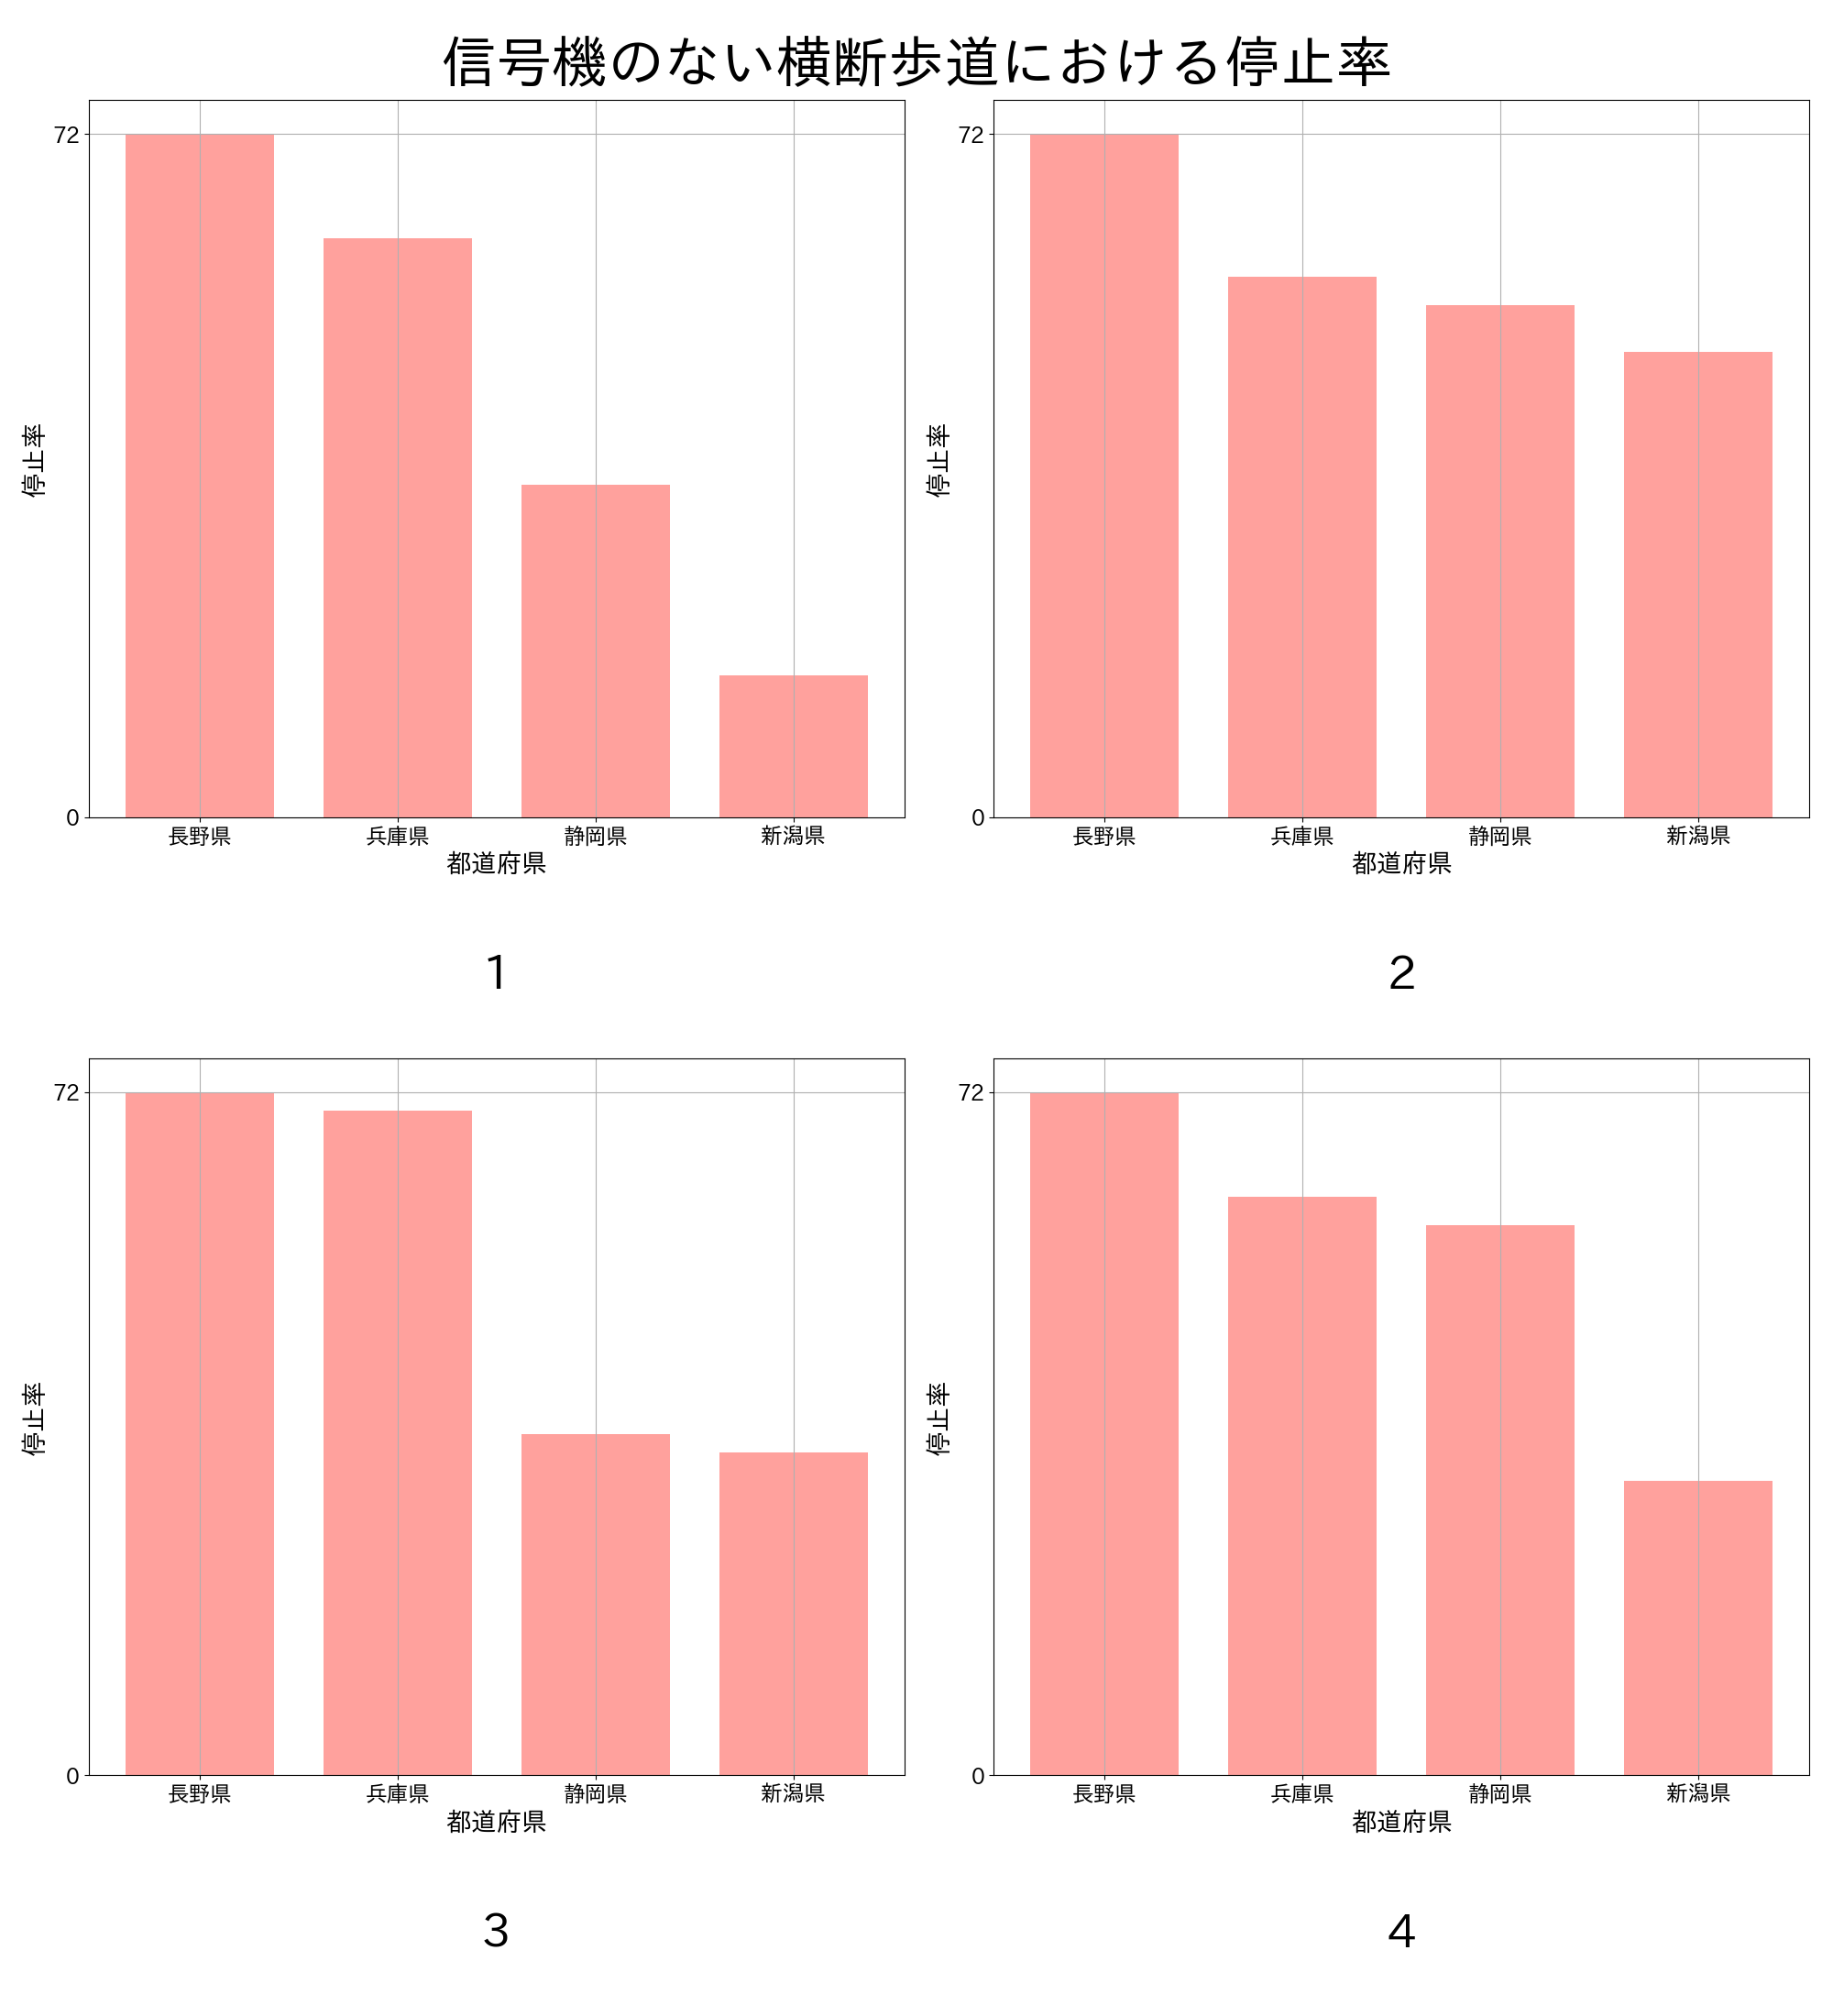 信号機のない横断歩道における停止率
72
停止率
0
長野県 兵庫県 静岡県 新潟県
都道府県
1
72
停止率
0
長野県 兵庫県 静岡県 新潟県
都道府県
2
72
停止率
0
長野県 兵庫県 静岡県 新潟県
都道府県
3
72
停止率
0
長野県 兵庫県 静岡県 新潟県
都道府県
4